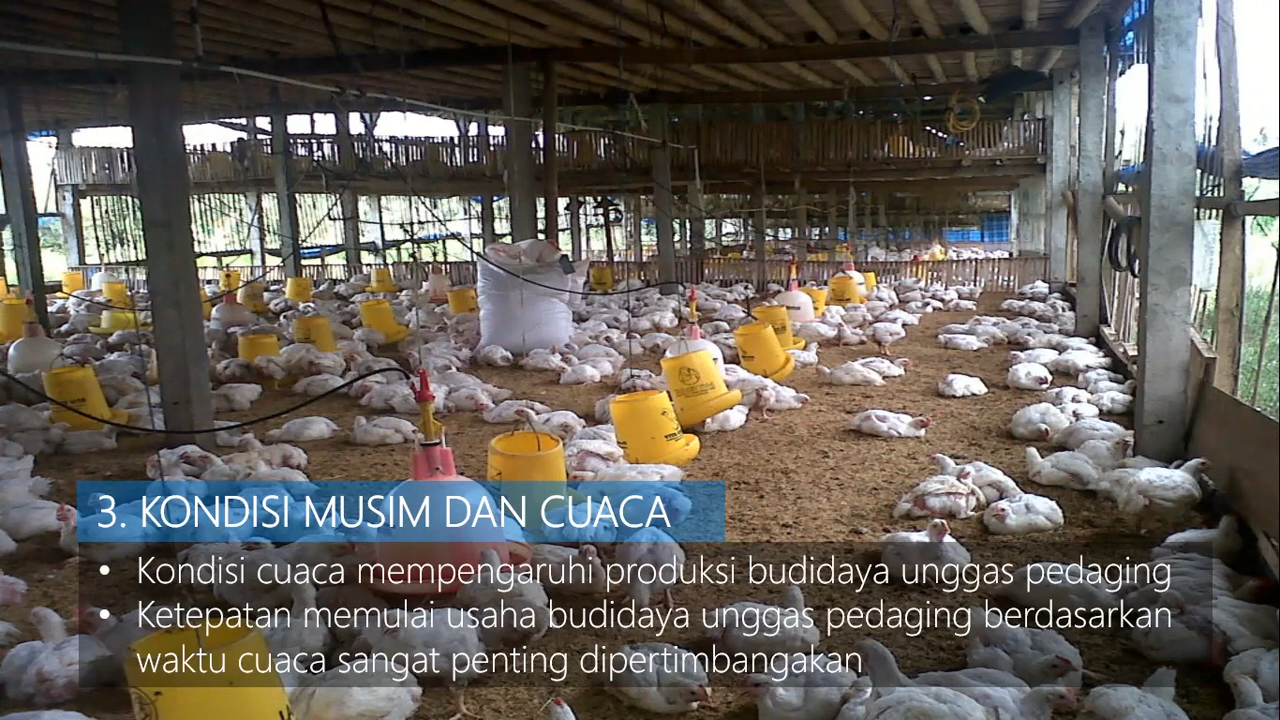 3. KONDISI MUSIM DAN CUACA
• Kondisi cuaca mempengaruhi produksi budidaya unggas pedaging
• Ketepatan memulai usaha budidaya unggas pedaging berdasarkan
waktu cuaca sangat penting dipertimbangakan